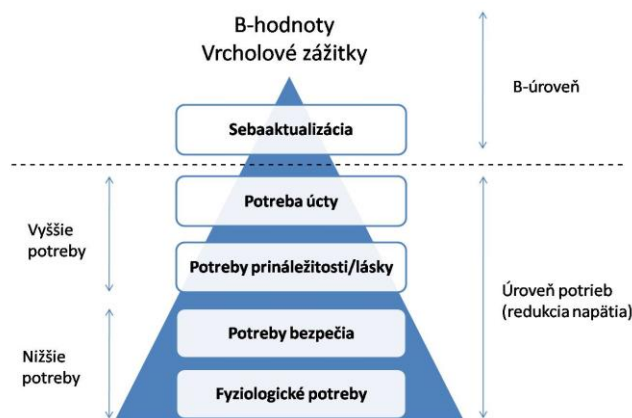 B-hodnoty
Vrcholové zážitky
B-úroveň
Sebaaktualizácia
Potreba úcty
Vyššie
potreby
Potreby prináležitosti/lásky
Úroveň potrieb
(redukcia napätia)
Potreby bezpečia
Nižšie
potreby
Fyziologické potreby